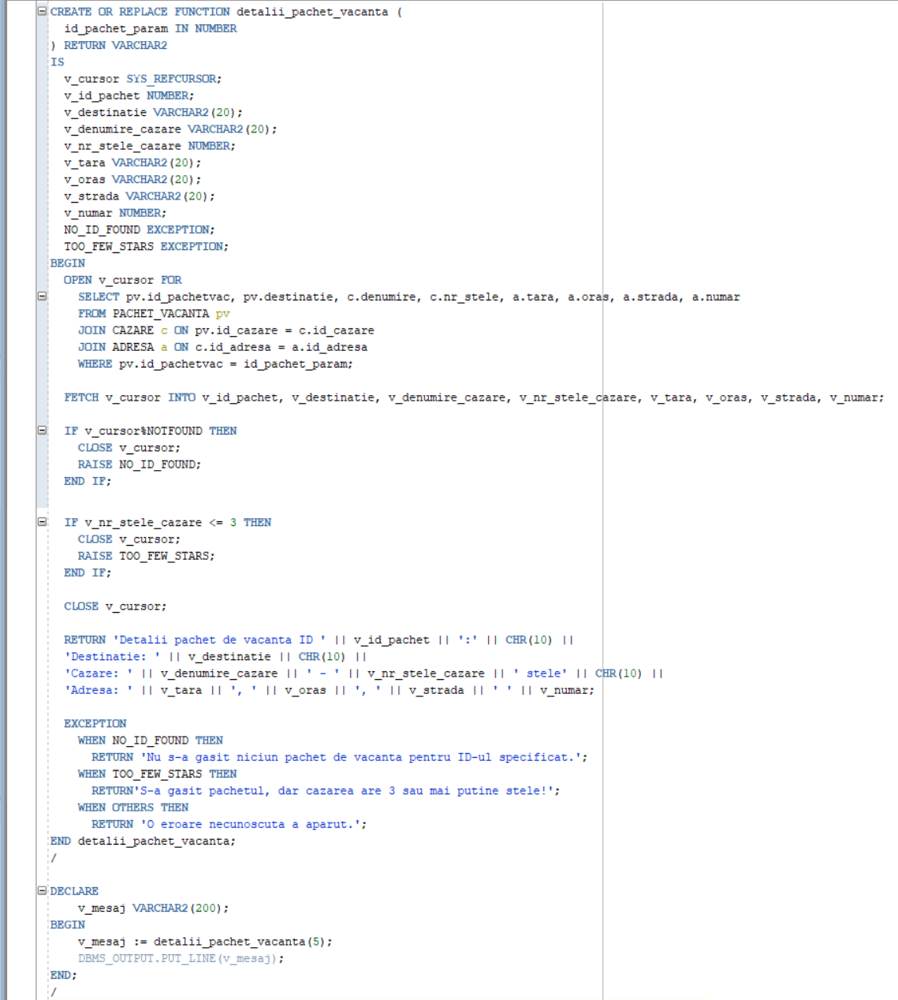 CREATE OR REPLACE FUNCTION detalii_pachet_vacanta (
  id_pachet_param IN NUMBER
) RETURN VARCHAR2
IS
  v_cursor SYS_REFCURSOR;
  v_id_pachet NUMBER;
  v_destinatie VARCHAR2(20);
  v_denumire_cazare VARCHAR2(20);
  v_nr_stele_cazare NUMBER;
  v_tara VARCHAR2(20);
  v_oras VARCHAR2(20);
  v_strada VARCHAR2(20);
  v_numar NUMBER;
  NO_ID_FOUND EXCEPTION;
  TOO_FEW_STARS EXCEPTION;
BEGIN
  OPEN v_cursor FOR
    SELECT pv.id_pachetvac, pv.destinatie, c.denumire, c.nr_stele, a.tara, a.oras, a.strada, a.numar
    FROM PACHET_VACANTA pv
    JOIN CAZARE c ON pv.id_cazare = c.id_cazare
    JOIN ADRESA a ON c.id_adresa = a.id_adresa
    WHERE pv.id_pachetvac = id_pachet_param;

  FETCH v_cursor INTO v_id_pachet, v_destinatie, v_denumire_cazare, v_nr_stele_cazare, v_tara, v_oras, v_strada, v_numar;

  IF v_cursor%NOTFOUND THEN
    CLOSE v_cursor;
    RAISE NO_ID_FOUND;
  END IF;

  IF v_nr_stele_cazare <= 3 THEN
    CLOSE v_cursor;
    RAISE TOO_FEW_STARS;
  END IF;

  CLOSE v_cursor;

  RETURN 'Detalii pachet de vacanta ID ' || v_id_pachet || ':' || CHR(10) ||
  'Destinatie: ' || v_destinatie || CHR(10) ||
  'Cazare: ' || v_denumire_cazare || ' - ' || v_nr_stele_cazare || ' stele' || CHR(10) ||
  'Adresa: ' || v_tara || ', ' || v_oras || ', ' || v_strada || ' ' || v_numar;

  EXCEPTION
    WHEN NO_ID_FOUND THEN
      RETURN 'Nu s-a gasit niciun pachet de vacanta pentru ID-ul specificat.';
    WHEN TOO_FEW_STARS THEN
      RETURN'S-a gasit pachetul, dar cazarea are 3 sau mai putine stele!';
    WHEN OTHERS THEN
      RETURN 'O eroare necunoscuta a aparut.';
END detalii_pachet_vacanta;
/

DECLARE
    v_mesaj VARCHAR2(200);
BEGIN
    v_mesaj := detalii_pachet_vacanta(5);
    DBMS_OUTPUT.PUT_LINE(v_mesaj);
END;
/